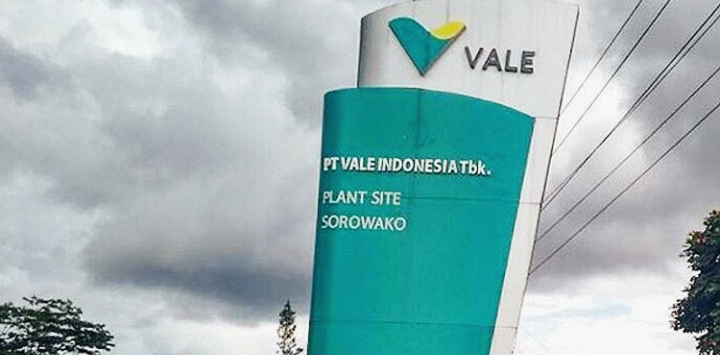 VALE
PT VALE INDONESIA Tbk.
PLANT SITE
SOROWAKO